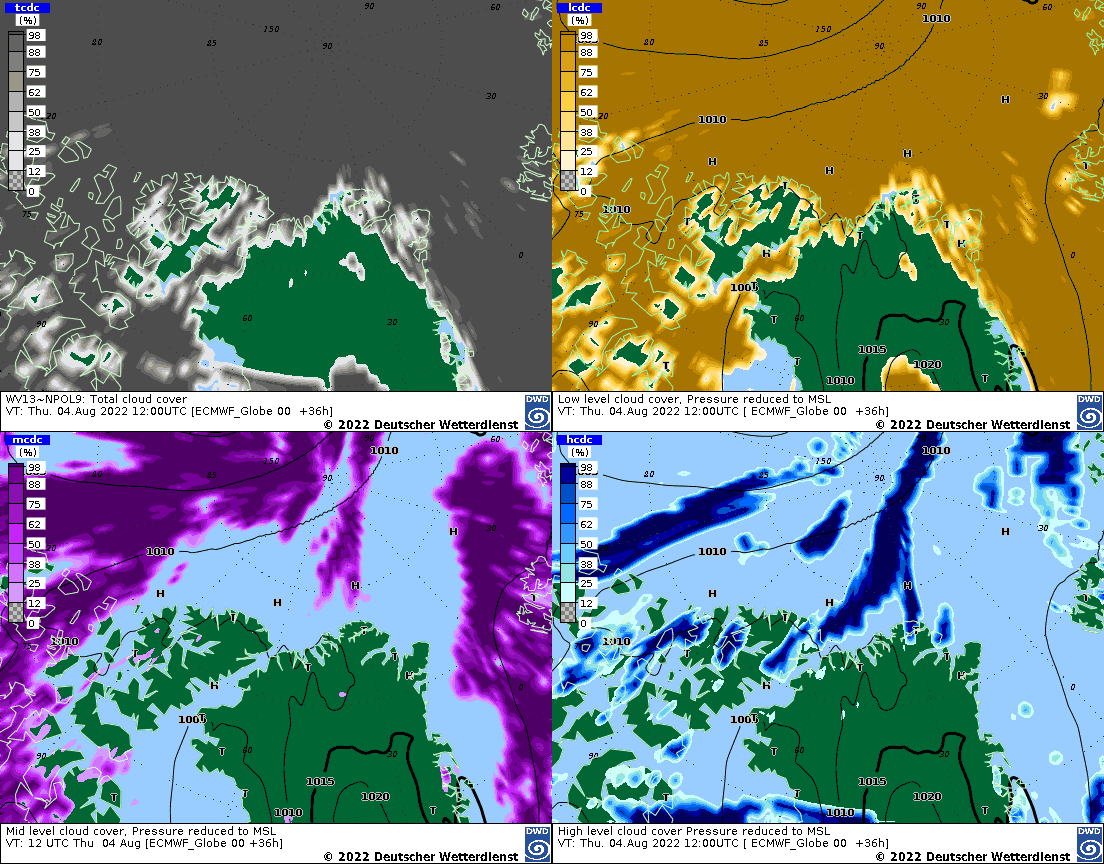 tcdc
(%)
98
88
75
62
50
38
25
12
0
80
85
150
90
90
60
30
20
75
0
90
60
30
WV13~NPOL9: Total cloud cover
VT: Thu. 04.Aug 2022 12:00UTC [ECMWF_Globe 00 +36h]
© 2022 Deutscher Wetterdienst
DWD
lcdc
(%)
98
88
75
62
50
38
25
12
0
1010
60
80
85
150
90
30
H
20
1010
H
H
H
T
T
75
1010
T
T
T
H
H
0
1005
T
90
T
60
30
1015
T
T
1020
T
1010
Low level cloud cover, Pressure reduced to MSL
VT: Thu. 04.Aug 2022 12:00UTC [ ECMWF_Globe 00 +36h]
© 2022 Deutscher Wetterdienst
DWD
mcdc
(%)
98
88
75
62
50
38
25
12
0
90
60
1010
80
85
150
90
30
H
20
1010
H
H
H
T
T
T
75
1010
T
T
T
H
H
0
1005
T
90
T
60
30
1015
T
T
1020
T
1010
Mid level cloud cover, Pressure reduced to MSL
VT: 12 UTC Thu 04 Aug [ECMWF_Globe 00 +36h]
© 2022 Deutscher Wetterdienst
DWD
hcdc
(%)
98
88
75
62
50
38
25
12
0
1010
80
85
150
90
30
H
1010
H
H
H
T
1010
T
T
T
H
H
0
1005
T
90
T
60
30
1015
T
1020
T
1010
High level cloud cover Pressure reduced to MSL
VT: Thu. 04.Aug 2022 12:00UTC [ ECMWF_Globe 00 +36h]
© 2022 Deutscher Wetterdienst
DWD